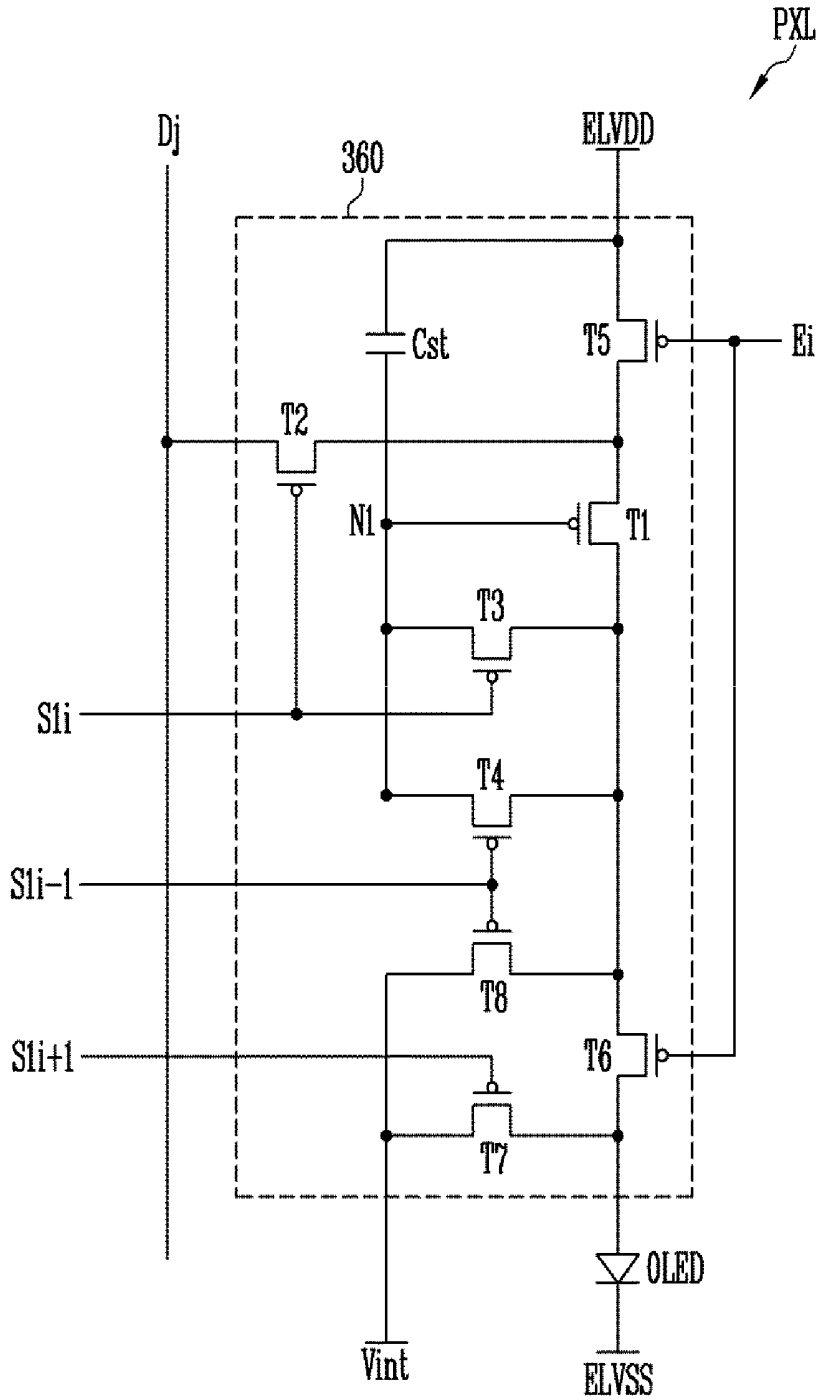 PXL
Dj
ELVDD
360
Cst
T5
Ei
T2
N1
T1
T3
S1i
T4
S1i-1
T8
S1i+1
T6
T7
OLED
Vint
ELVSS